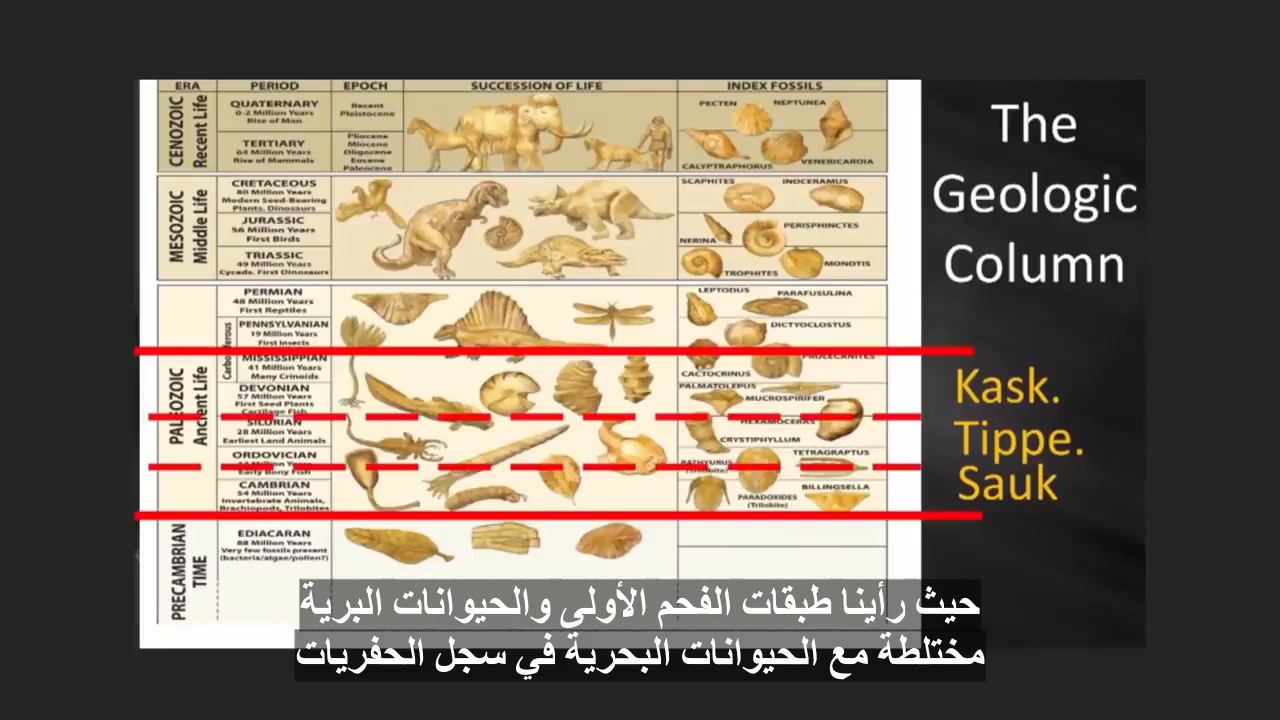 ERA PERIOD EPOCH SUCCESSION OF LIFE INDEX FOSSILS
CENOZOIC
Recent Life
QUATERNARY
0-2 Million Years
Rise of Man
Recent
Pleistocene
TERTIARY
64 Million Years
Rise of Mammals
Pliocene
Miocene
Oligocene
Eocene
Paleocene
PECTEN NEPTUNEA
CALYPTRAPHORUS VENERICARDIA
MESOZOIC
Middle Life
CRETACEOUS
80 Million Years
Modern Seed-Bearing
Plants. Dinosaurs
JURASSIC
56 Million Years
First Birds
TRIASSIC
49 Million Years
Cycads. First Dinosaurs
SCAPHITES INOCERAMUS
PERISPHINCTES
NERINA
MONOTIS
TROPHITES
PALEOZOIC
Ancient Life
PERMIAN
48 Million Years
First Reptiles
PENNSYLVANIAN
19 Million Years
First Insects
MISSISSIPPIAN
41 Million Years
Many Crinoids
DEVONIAN
57 Million Years
First Seed Plants
Cartilage Fish
SILURIAN
28 Million Years
Earliest Land Animals
ORDOVICIAN
Million Years
Early Bony Fish
CAMBRIAN
54 Million Years
Invertebrate Animals,
Brachiopods, Trilobites
LEPTODUS PARAFUSULINA
DICTYOCLOSTUS
PROLECANITES
CACTOCRINUS
PALMATOLEPUS
MUCROSPIRIFER
HEXAMOCERAS
CRYSTIPHYLLUM
TETRAGRAPTUS
BATHYURUS
(Trilobite)
BILLINGSELLA
PARADOXIDES
(Trilobite)
PRECAMBRIAN
TIME
EDIACARAN
88 Million Years
Very few fossils present
(bacteria/algae/pollen?)
The
Geologic
Column
Kask.
Tippe.
Sauk
حيث رأينا طبقات الفحم الأولى والحيوانات البرية
مختلطة مع الحيوانات البحرية في سجل الحفريات